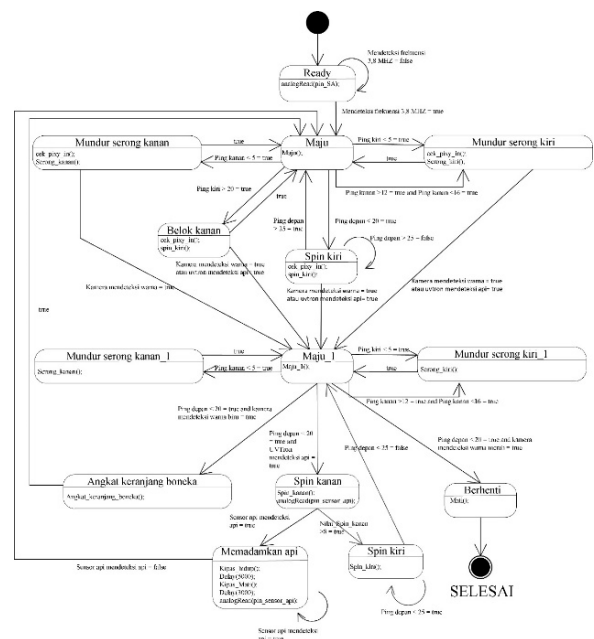 Mendeteksi frekuensi
3,8 MHZ = false
Ready
analogRead(pin_SA);
Mendeteksi frekuensi 3,8 MHZ = true
Mundur serong kanan
cek_pixy_in();
Serong_kanan();
true
Ping kanan < 5 = true
Maju
Maju();
Ping kiri < 5 = true
true
Mundur serong kiri
cek_pixy_in();
Serong_kiri();
Ping kanan >12 = true and Ping kanan <16 = true
Ping kiri > 20 = true
true
Ping depan
> 25 = true
Ping depan < 20 = true
Belok kanan
cek_pixy_in();
spin_kiri();
Ping depan > 25 = false
Spin kiri
cek_pixy_in();
spin_kiri();
Kamera mendeteksi warna = true
Kamera mendeteksi warna = true
atau uvtron mendeteksi api= true
Kamera mendeteksi warna = true
atau uvtron mendeteksi api= true
Kamera mendeteksi warna = true
atau uvtron mendeteksi api= true
true
Mundur serong kanan_1
Serong_kanan();
true
Ping kanan < 5 = true
Maju_1
Ping kiri < 5 = true
true
Mundur serong kiri_1
Serong_kiri();
Ping kanan >12 = true and Ping kanan <16 = true
Ping depan < 20 = true and kamera
mendeteksi warna biru = true
Ping depan < 20
= true and
UVTron
mendeteksi api =
true
Ping depan < 25 = false
Ping depan < 20 = true and kamera
mendeteksi warna = true
Angkat keranjang boneka
Angkat_keranjang_boneka();
Spin kanan
Spin_kanan();
analogRead(pin_sensor_api);
Berhenti
Mati();
Sensor api mendeteksi
api = true
Nilai Spin_kanan
= true
Memadamkan api
Kipas_hidup();
Delay(5000);
Kipas_Mati();
Delay(3000);
analogRead(pin_sensor_api);
Spin kiri
Spin_kiri();
SELESAI
Sensor api mendeteksi api = false
Ping depan < 25 = true
Sensor api mendeteksi